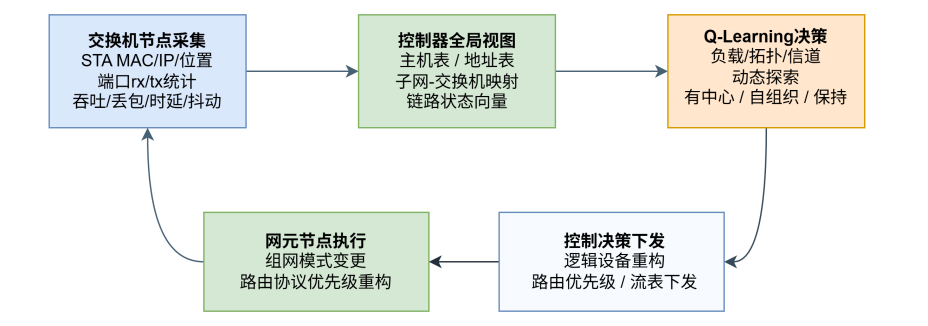 交换机节点采集
STA MAC/IP/位置
端口rx/tx统计
吞吐/丢包/时延/抖动
控制器全局视图
主机表 / 地址表
子网-交换机映射
链路状态向量
Q-Learning决策
负载/拓扑/信道
动态探索
有中心 / 自组织 / 保持
控制决策下发
逻辑设备重构
路由优先级 / 流表下发
网元节点执行
组网模式变更
路由协议优先级重构